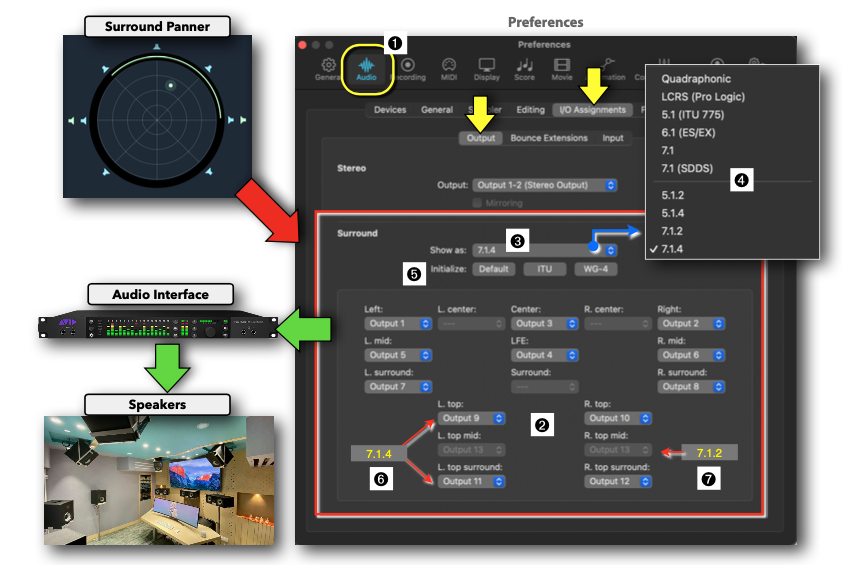 Preferences
Surround Panner
❶
Preferences
General
Audio
Recording
MIDI
Display
Score
Movie
Automation
Devices
General
Sampler
Editing
I/O Assignments
Output
Bounce Extensions
Input
Quadraphonic
LCRS (Pro Logic)
5.1 (ITU 775)
6.1 (ES/EX)
7.1
7.1 (SDDS)
❹
5.1.2
5.1.4
7.1.2
✓ 7.1.4
Stereo
Output: Output 1-2 (Stereo Output)
Mirroring
Surround
Show as: 7.1.4
❸
❺
Initialize: Default ITU WG-4
Audio Interface
AVID
Left: L. center: Center: R. center: Right:
Output 1 --- Output 3 --- Output 2
L. mid: LFE: R. mid:
Output 5 Output 4 Output 6
L. surround: Surround: R. surround:
Output 7 --- Output 8
Speakers
L. top: R. top:
Output 9 Output 10
❷
L. top mid: R. top mid:
Output 13 Output 13
7.1.4
7.1.2
L. top surround: R. top surround:
Output 11 Output 12
❻
❼